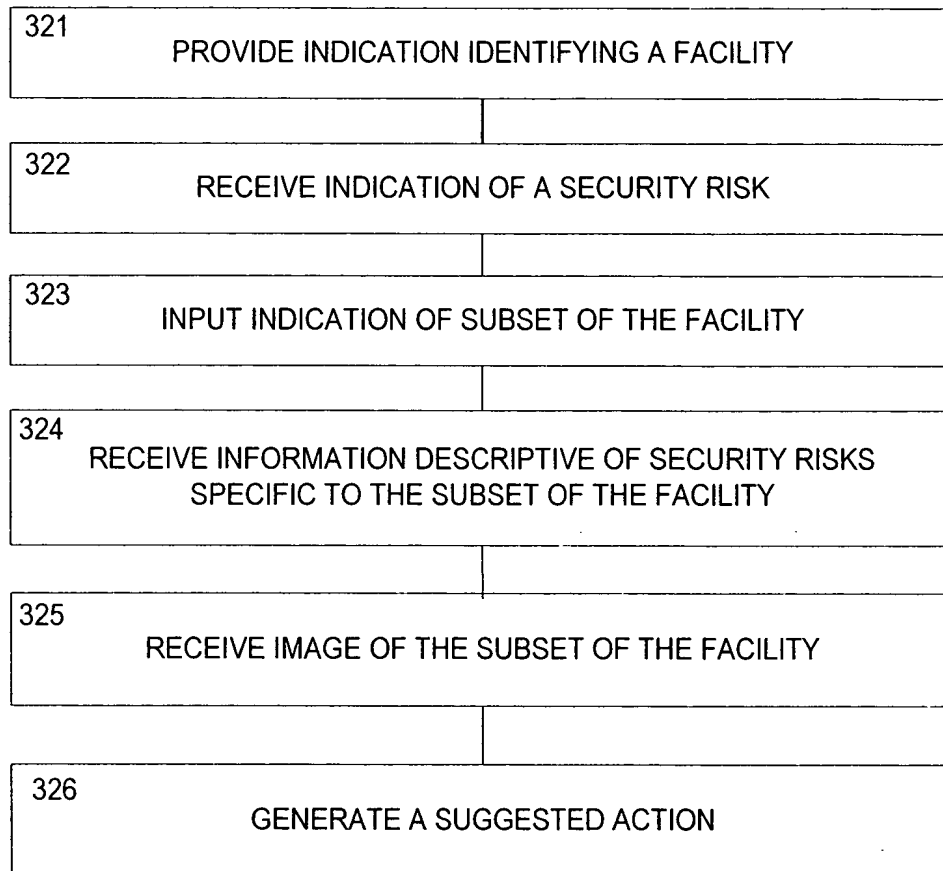 321
PROVIDE INDICATION IDENTIFYING A FACILITY
322
RECEIVE INDICATION OF A SECURITY RISK
323
INPUT INDICATION OF SUBSET OF THE FACILITY
324
RECEIVE INFORMATION DESCRIPTIVE OF SECURITY RISKS
SPECIFIC TO THE SUBSET OF THE FACILITY
325
RECEIVE IMAGE OF THE SUBSET OF THE FACILITY
326
GENERATE A SUGGESTED ACTION